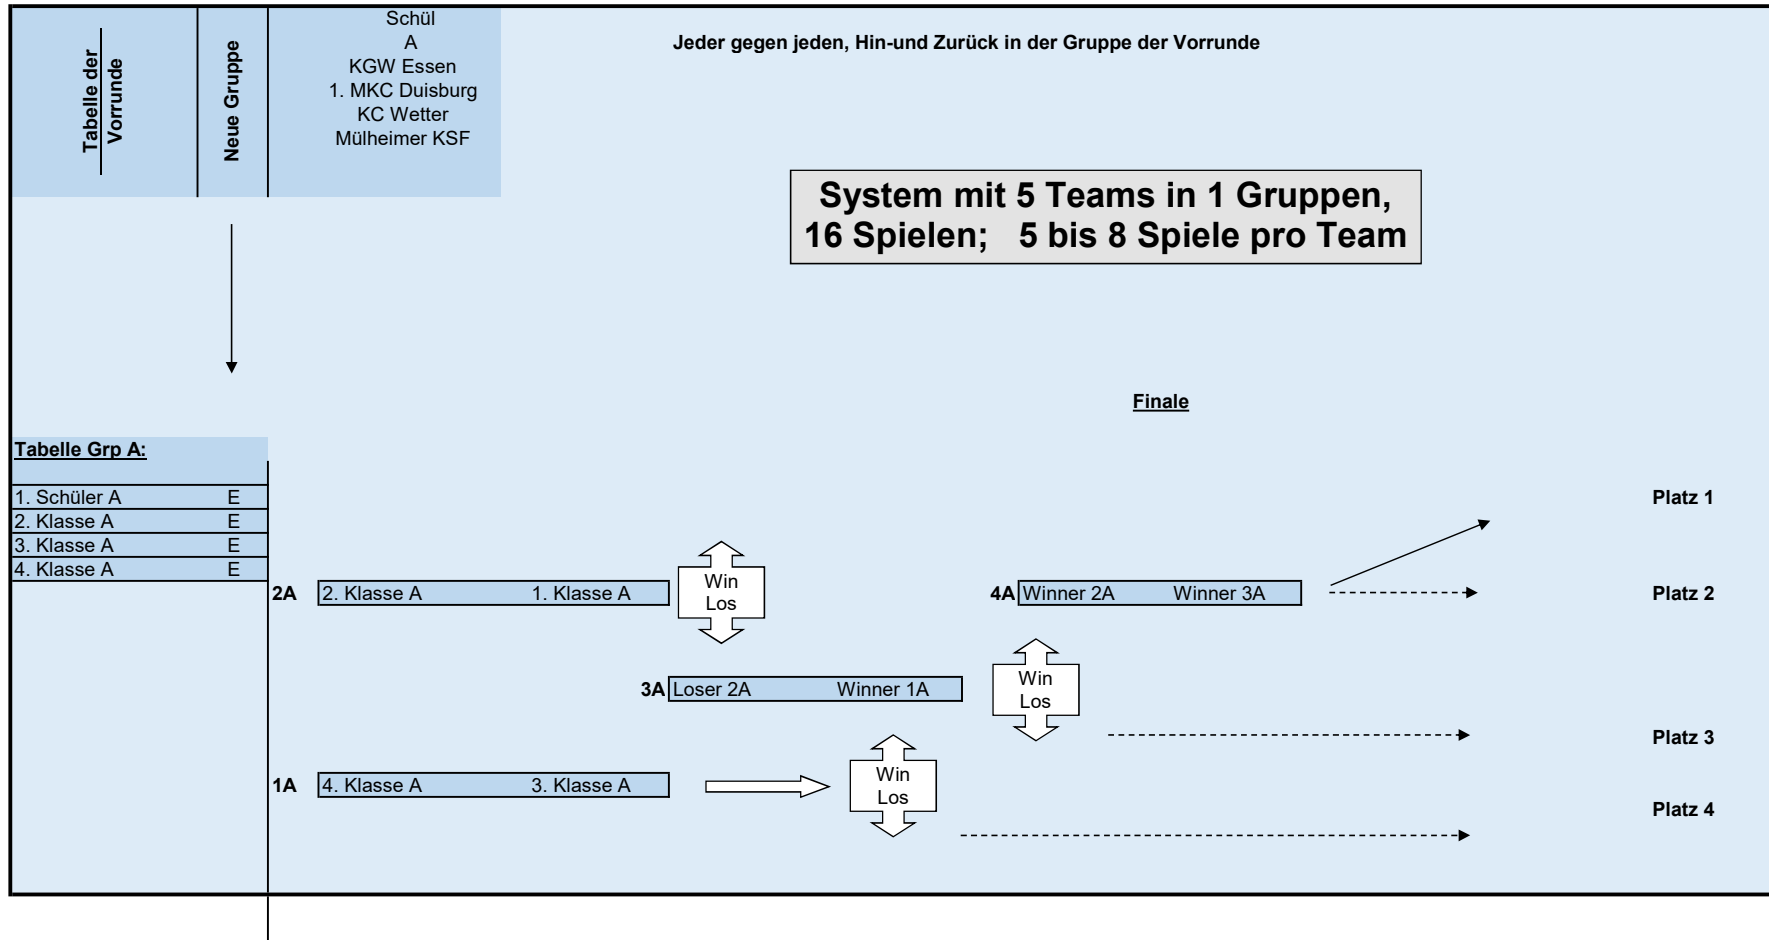 Tabelle der
Vorrunde
Neue Gruppe
Schül
A
KGW Essen
1. MKC Duisburg
KC Wetter
Mülheimer KSF
Jeder gegen jeden, Hin-und Zurück in der Gruppe der Vorrunde
System mit 5 Teams in 1 Gruppen,
16 Spielen; 5 bis 8 Spiele pro Team
Finale
Tabelle Grp A:
1. Schüler A E
2. Klasse A E
3. Klasse A E
4. Klasse A E
Platz 1
2A 2. Klasse A 1. Klasse A
Win
Los
4A Winner 2A Winner 3A
Platz 2
3A Loser 2A Winner 1A
Win
Los
Platz 3
1A 4. Klasse A 3. Klasse A
Win
Los
Platz 4